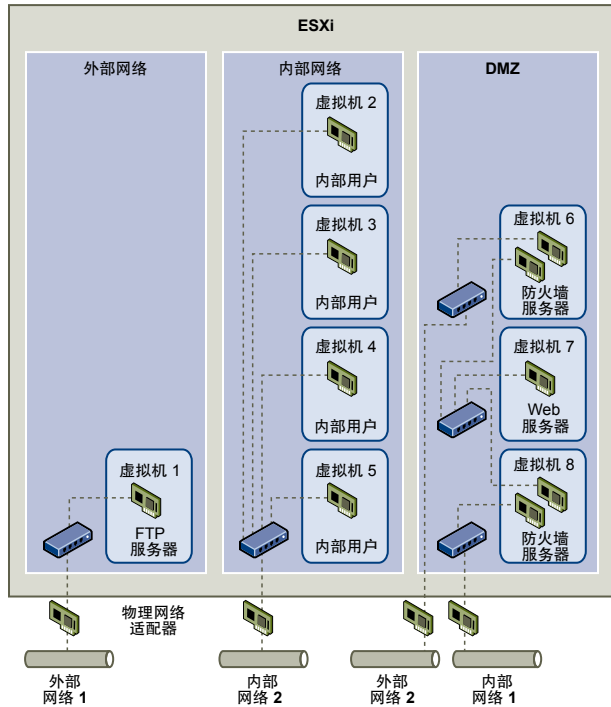 ESXi
外部网络
内部网络
DMZ
虚拟机 2
内部用户
虚拟机 3
内部用户
虚拟机 4
内部用户
虚拟机 5
内部用户
虚拟机 1
FTP
服务器
虚拟机 6
防火墙
服务器
虚拟机 7
Web
服务器
虚拟机 8
防火墙
服务器
物理网络
适配器
外部
网络 1
内部
网络 2
外部
网络 2
内部
网络 1